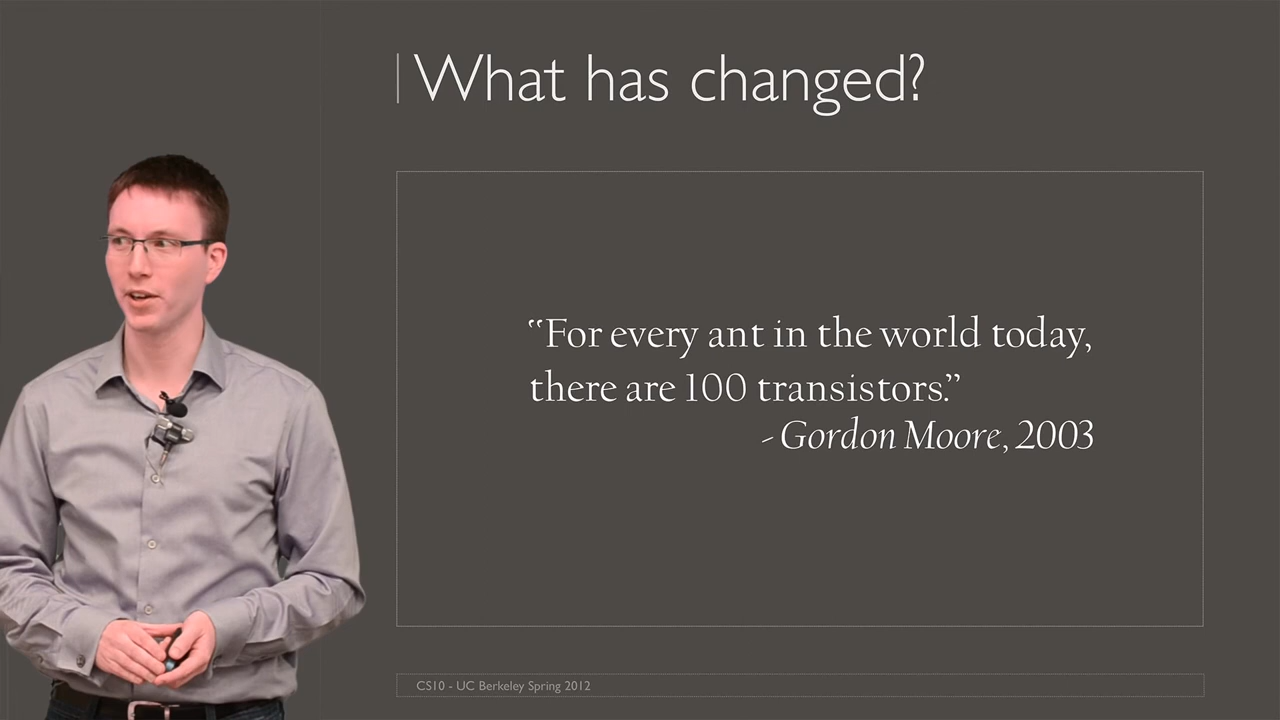 What has changed?
“For every ant in the world today,
there are 100 transistors.”
- Gordon Moore, 2003
CS10 - UC Berkeley Spring 2012